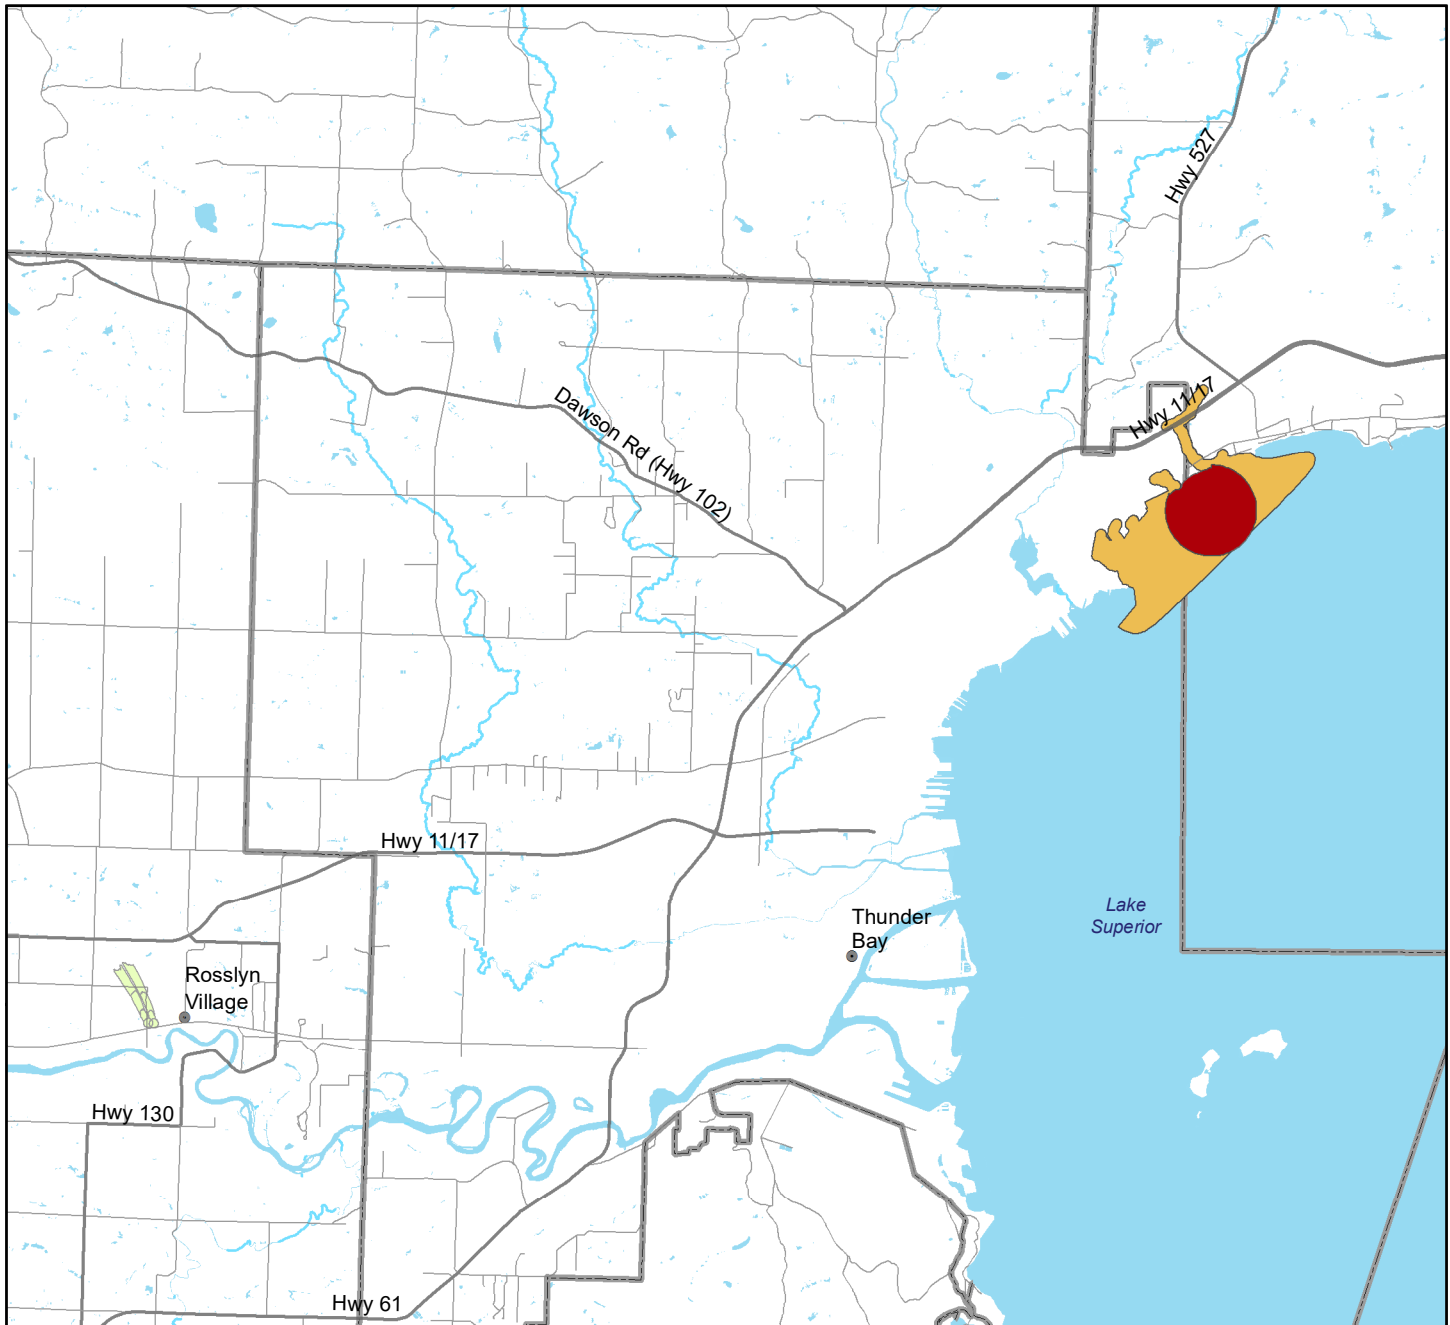 Hwy 527
Hwy 11/17
Dawson Rd (Hwy 102)
Hwy 11/17
Lake
Superior
Thunder
Bay
Rosslyn
Village
Hwy 130
Hwy 61